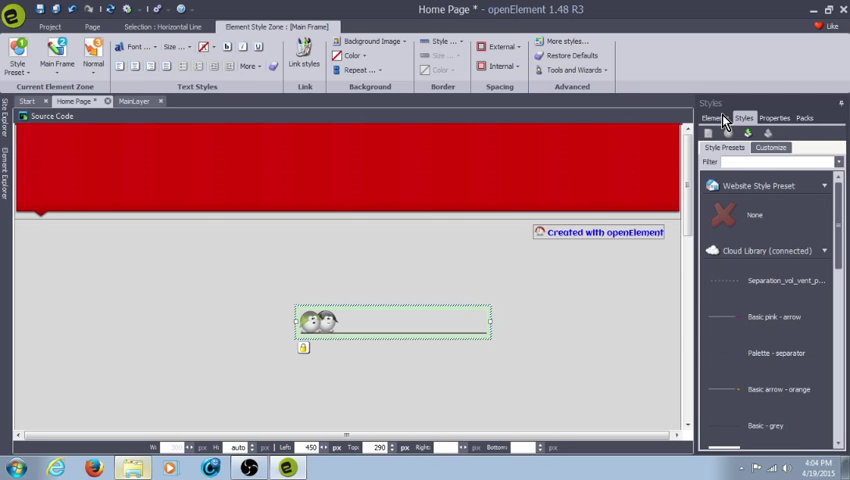 Home Page * openElement 1.48 R3
Project Page Selection : Horizontal Line Element Style Zone : [Main Frame] Like
Style Preset Main Frame Normal Font ... Size ... b i U More ...
Link styles
Background Image Color Repeat ...
Style ... Color ...
External Internal
More styles... Restore Defaults Tools and Wizards
Current Element Zone Text Styles Link Background Border Spacing Advanced
Start Home Page * MainLayer
Styles
Source Code
Elements Styles Properties Packs
Style Presets Customize
Filter
Site Explorer
Element Explorer
Website Style Preset
None
Created with openElement
Cloud Library (connected)
Separation_vol_vent_p...
Basic pink - arrow
Palette - separator
Basic arrow - orange
Basic - grey
W: px Hi: auto px Left: 450 px Top: 290 px Right: px Bottom: px
4:04 PM
4/19/2015